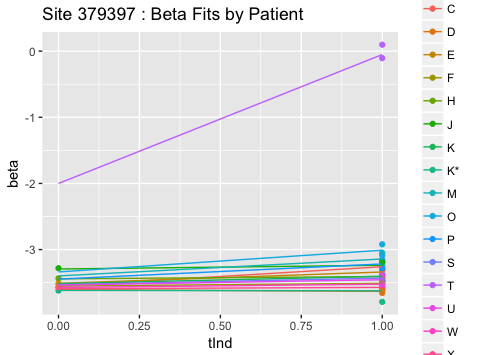 Site 379397 : Beta Fits by Patient
beta
0
-1
-2
-3
0.00 0.25 0.50 0.75 1.00
tInd
C
D
E
F
H
J
K
K*
M
O
P
S
T
U
W